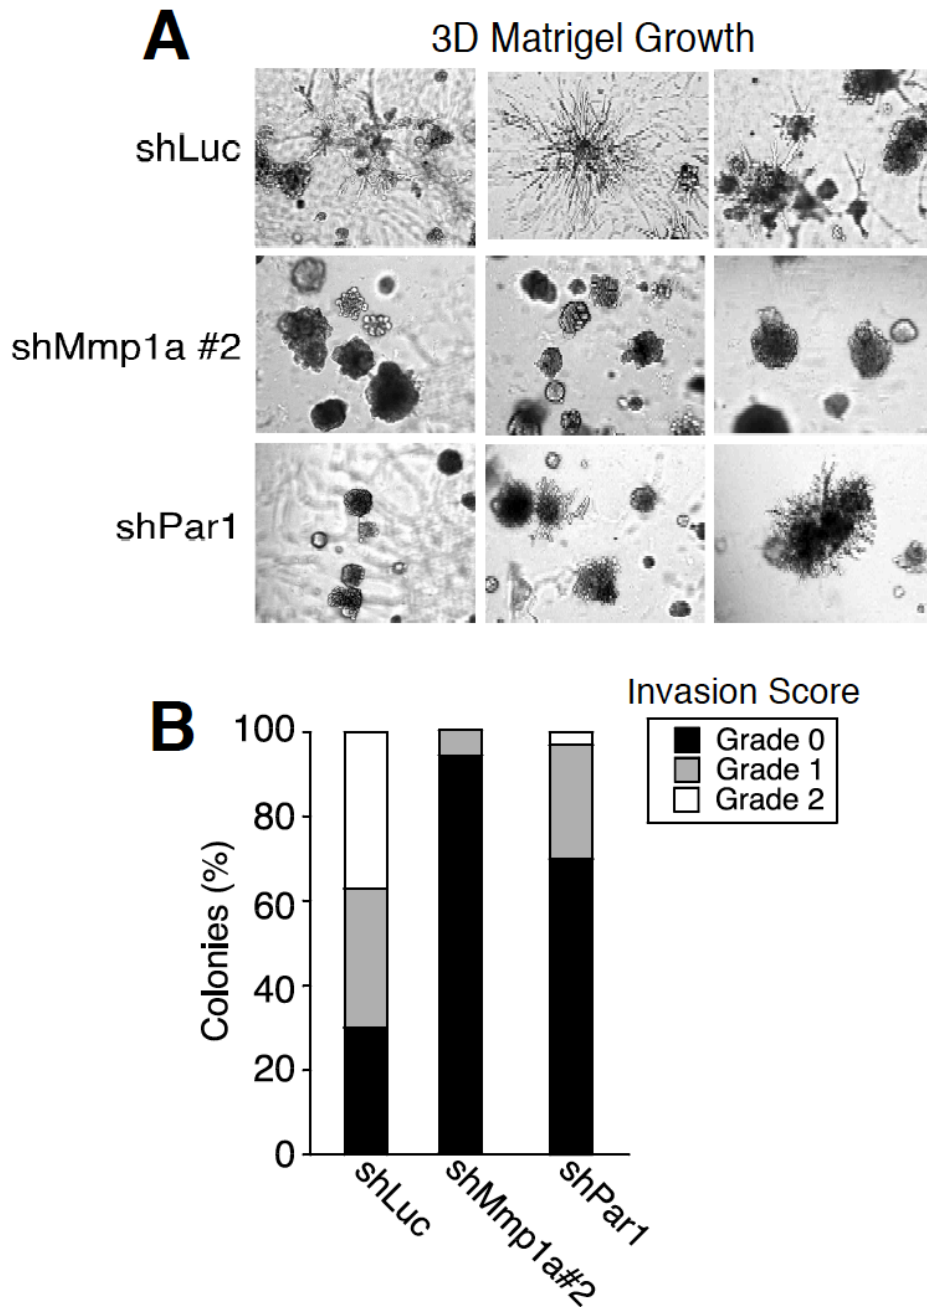 A
3D Matrigel Growth
shLuc
shMmp1a #2
shPar1
B
Invasion Score
Grade 0
Grade 1
Grade 2
100
80
60
40
20
0
Colonies (%)
shLuc
shMmp1a#2
shPar1